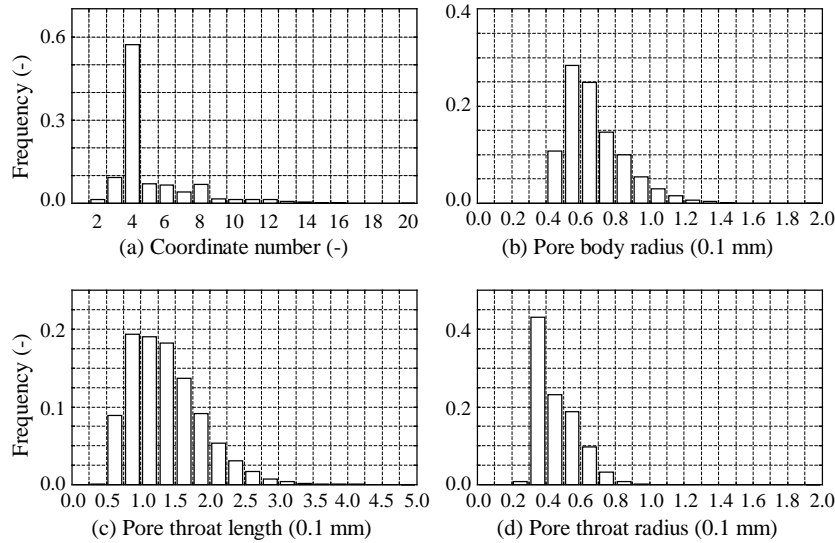 Frequency (-)
0.6
0.3
0.0
2 4 6 8 10 12 14 16 18 20
(a) Coordinate number (-)
0.4
0.2
0.0
0.0 0.2 0.4 0.6 0.8 1.0 1.2 1.4 1.6 1.8 2.0
(b) Pore body radius (0.1 mm)
Frequency (-)
0.2
0.1
0.0
0.0 0.5 1.0 1.5 2.0 2.5 3.0 3.5 4.0 4.5 5.0
(c) Pore throat length (0.1 mm)
0.4
0.2
0.0
0.0 0.2 0.4 0.6 0.8 1.0 1.2 1.4 1.6 1.8 2.0
(d) Pore throat radius (0.1 mm)